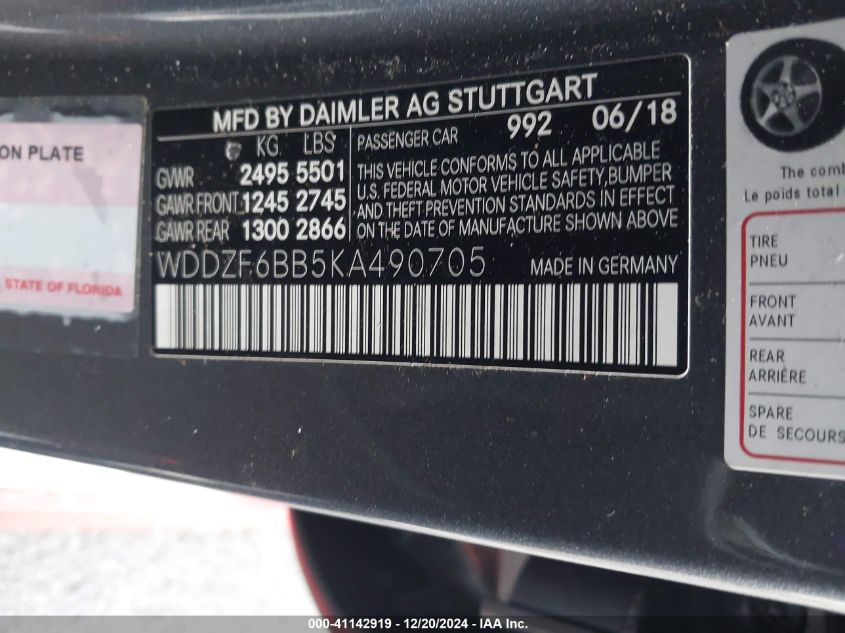 ON PLATE
STATE OF FLORIDA
MFD BY DAIMLER AG STUTTGART
KG LBS
GVWR 2495 5501
GAWR FRONT 1245 2745
GAWR REAR 1300 2866
PASSENGER CAR 992 06/18
THIS VEHICLE CONFORMS TO ALL APPLICABLE
U.S. FEDERAL MOTOR VEHICLE SAFETY,BUMPER
AND THEFT PREVENTION STANDARDS IN EFFECT
ON THE DATE OF MANUFACTURE SHOWN ABOVE
WDDZF6BB5KA490705 MADE IN GERMANY
The comb
Le poids total
TIRE
PNEU
FRONT
AVANT
REAR
ARRIÈRE
SPARE
DE SECOURS
000-41142919 - 12/20/2024 - IAA Inc.